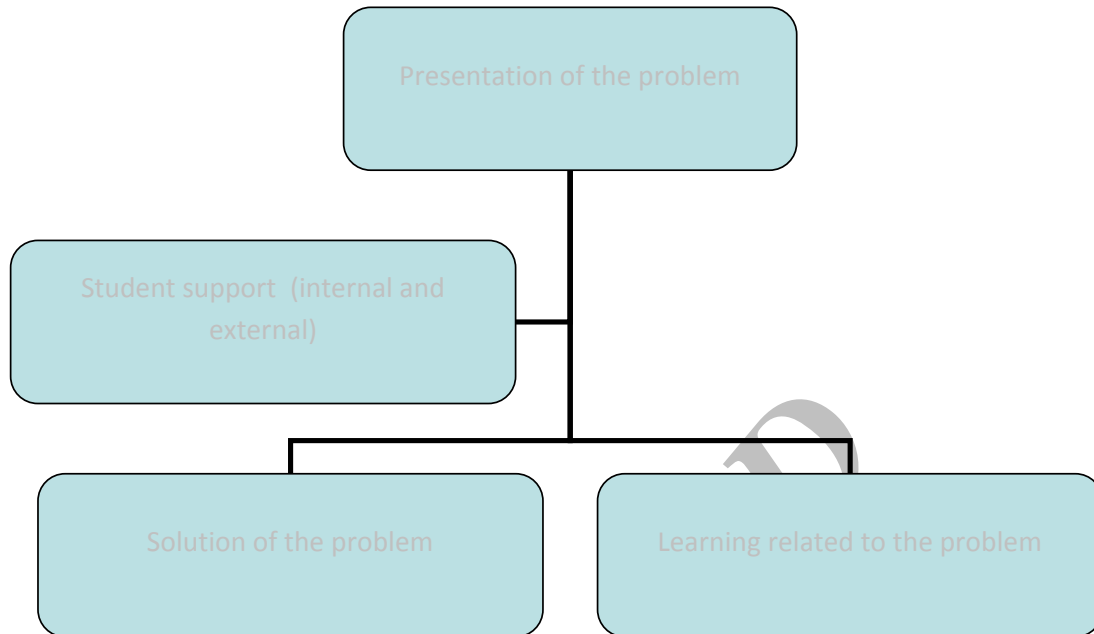 Presentation of the problem
Student support  (internal and
external)
Solution of the problem
Learning related to the problem